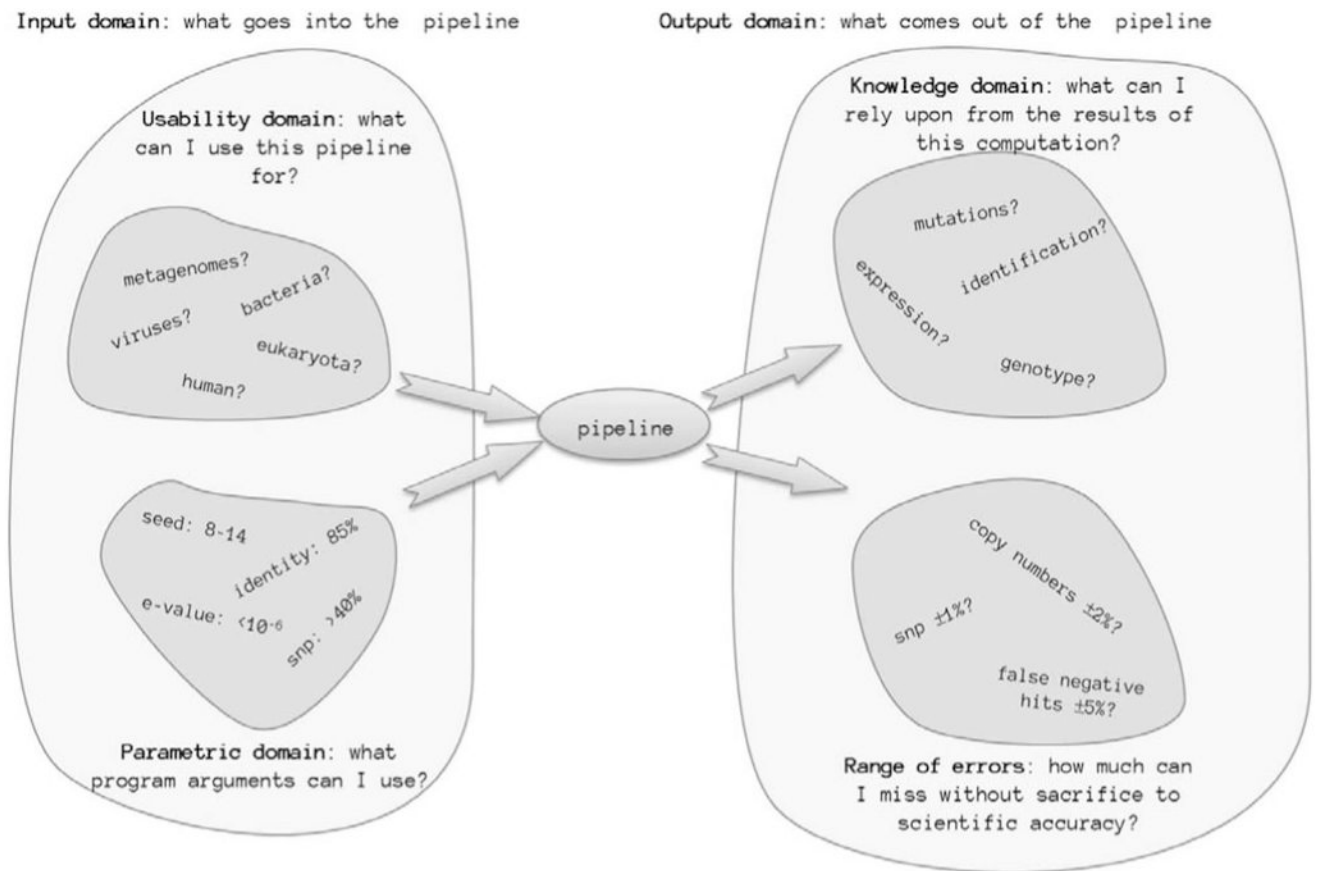 Input domain: what goes into the pipeline
Output domain: what comes out of the pipeline
Usability domain: what
can I use this pipeline
for?
metagenomes?
bacteria?
viruses?
eukaryota?
human?
seed: 8-14
identity: 85%
e-value: <10-6
snp: >40%
Parametric domain: what
program arguments can I use?
pipeline
Knowledge domain: what can I
rely upon from the results of
this computation?
mutations?
identification?
expression?
genotype?
copy numbers ±2%?
snp ±1%?
false negative
hits ±5%?
Range of errors: how much can
I miss without sacrifice to
scientific accuracy?